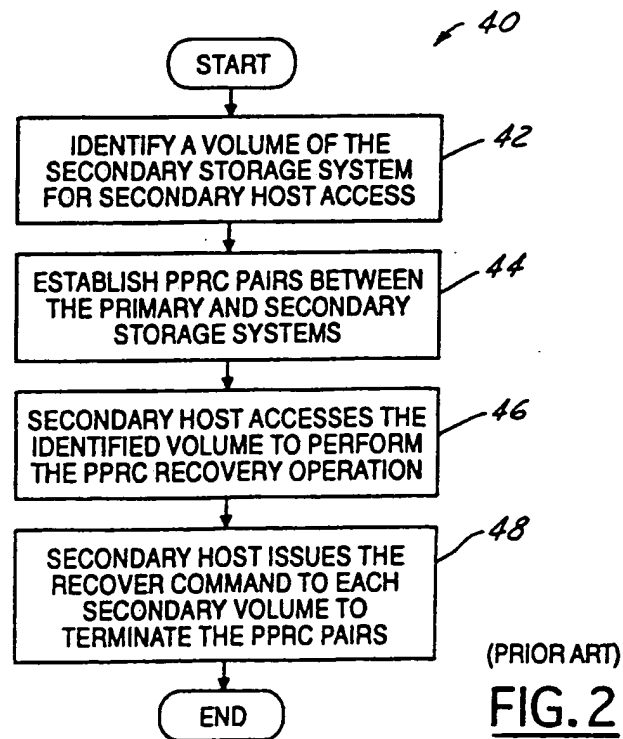 40
START
IDENTIFY A VOLUME OF THE
SECONDARY STORAGE SYSTEM
FOR SECONDARY HOST ACCESS
42
ESTABLISH PPRC PAIRS BETWEEN
THE PRIMARY AND SECONDARY
STORAGE SYSTEMS
44
SECONDARY HOST ACCESSES THE
IDENTIFIED VOLUME TO PERFORM
THE PPRC RECOVERY OPERATION
46
SECONDARY HOST ISSUES THE
RECOVER COMMAND TO EACH
SECONDARY VOLUME TO
TERMINATE THE PPRC PAIRS
48
END
(PRIOR ART)
FIG. 2